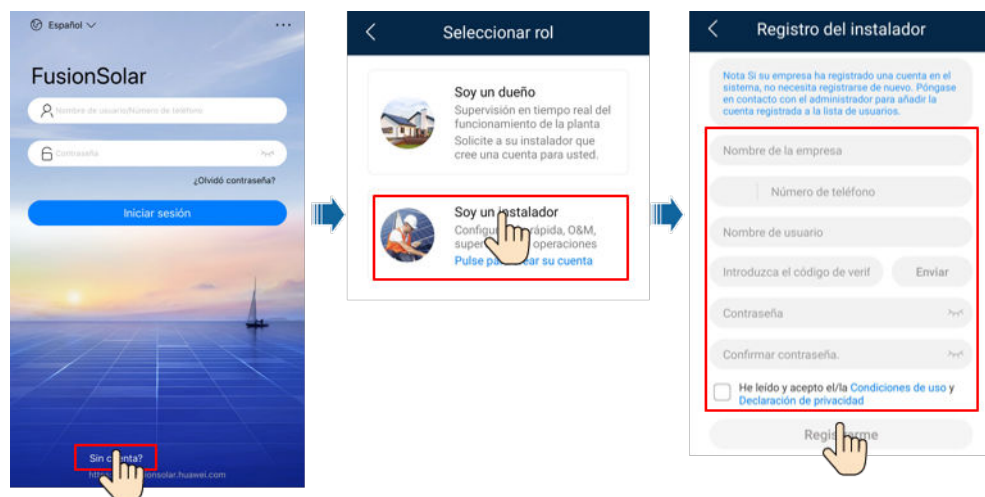 Español
...
FusionSolar
Nombre de usuario/Número de teléfono
Contraseña
¿Olvidó contraseña?
Iniciar sesión
Sin cuenta?
Seleccionar rol
Soy un dueño
Supervisión en tiempo real del
funcionamiento de la planta
Solicite a su instalador que
cree una cuenta para usted.
Soy un instalador
rápida, O&M,
operaciones
Pulse su cuenta
Registro del instalador
Nota Si su empresa ha registrado una cuenta en el
sistema, no necesita registrarse de nuevo. Póngase
en contacto con el administrador para añadir la
cuenta registrada a la lista de usuarios.
Nombre de la empresa
Número de teléfono
Nombre de usuario
Introduzca el código de verif
Enviar
Contraseña
Confirmar contraseña.
He leído y acepto el/la Condiciones de uso y
Declaración de privacidad